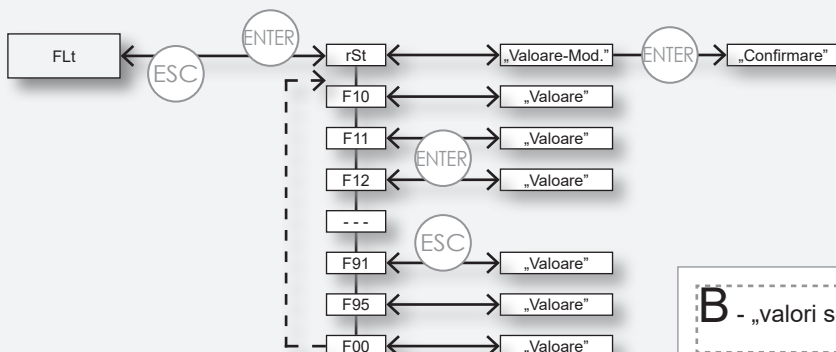 ENTER
FLt
ESC
rSt „Valoare-Mod.” ENTER „Confirmare”
F10 „Valoare”
F11 „Valoare”
ENTER
F12 „Valoare”
- - -
ESC
F91 „Valoare”
F95 „Valoare”
B - „valori s
F00 „Valoare”